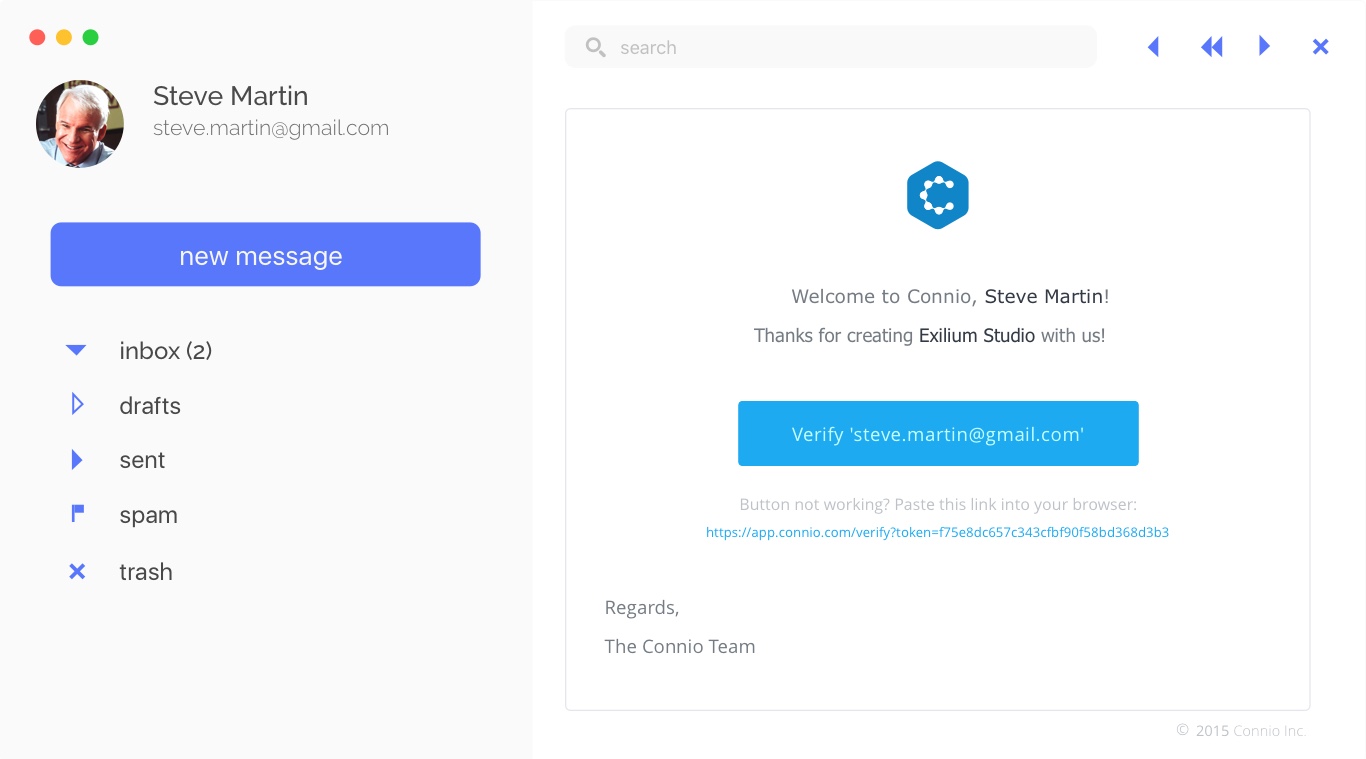 Steve Martin
steve.martin@gmail.com
new message
inbox (2)
drafts
sent
spam
trash
search
Welcome to Connio, Steve Martin!
Thanks for creating Exilium Studio with us!
Verify 'steve.martin@gmail.com'
Button not working? Paste this link into your browser:
https://app.connio.com/verify?token=f75e8dc657c343cfbf90f58bd368d3b3
Regards,
The Connio Team
© 2015 Connio Inc.